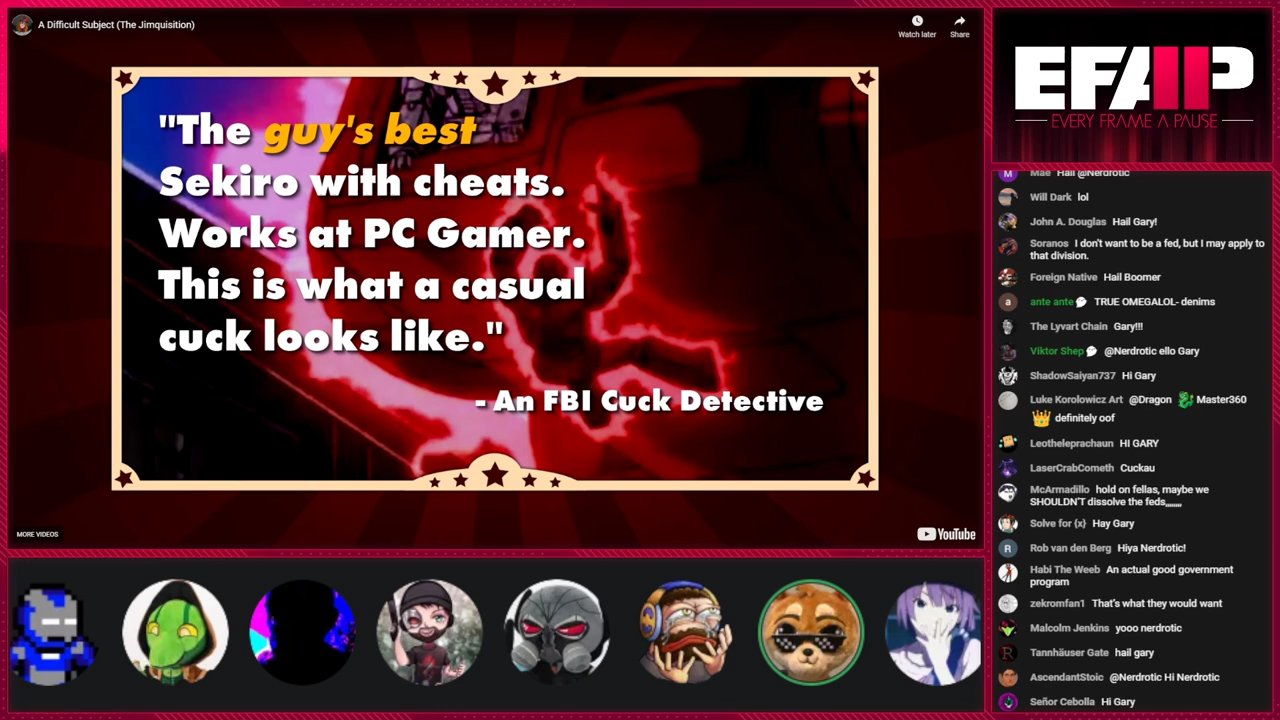 A Difficult Subject (The Jimquisition)
Watch later
Share
"The guy's best
Sekiro with cheats.
Works at PC Gamer.
This is what a casual
cuck looks like."
- An FBI Cuck Detective
MORE VIDEOS
YouTube
EFAP
EVERY FRAME A PAUSE
Mae Hail @Nerdrotic
Will Dark lol
John A. Douglas Hail Gary!
Soranos I don't want to be a fed, but I may apply to
that division.
Foreign Native Hail Boomer
a ante ante TRUE OMEGALOL- denims
The Lyvart Chain Gary!!!
Viktor Shep @Nerdrotic ello Gary
ShadowSaiyan737 Hi Gary
Luke Korolowicz Art @Dragon Master360
definitely oof
Leotheleprachaun HI GARY
LaserCrabCometh Cuckau
McArmadillo hold on fellas, maybe we
SHOULDN'T dissolve the feds,,,,,,,,
Solve for {x} Hay Gary
R Rob van den Berg Hiya Nerdrotic!
Habi The Weeb An actual good government
program
zekromfan1 That's what they would want
Malcolm Jenkins yooo nerdrotic
Tannhäuser Gate hail gary
AscendantStoic @Nerdrotic Hi Nerdrotic
Señor Cebolla Hi Gary